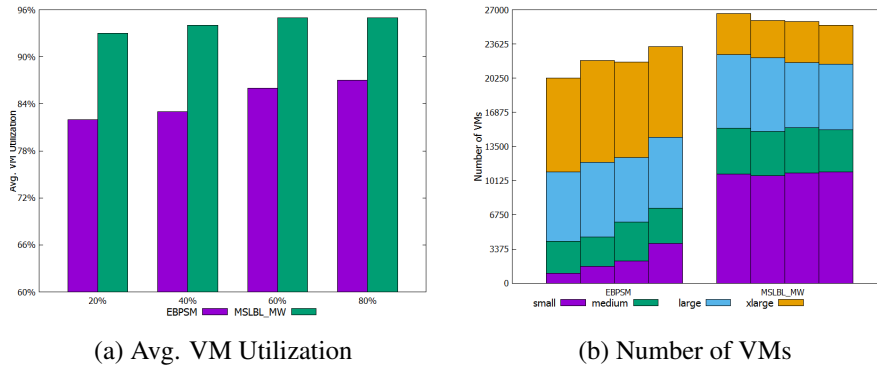 96%
90%
84%
78%
72%
66%
60%
Avg. VM Utilization
20% 40% 60% 80%
EBPSM MSLBL_MW
(a) Avg. VM Utilization
27000
23625
20250
16875
13500
10125
6750
3375
0
Number of VMs
EBPSM MSLBL_MW
small medium large xlarge
(b) Number of VMs